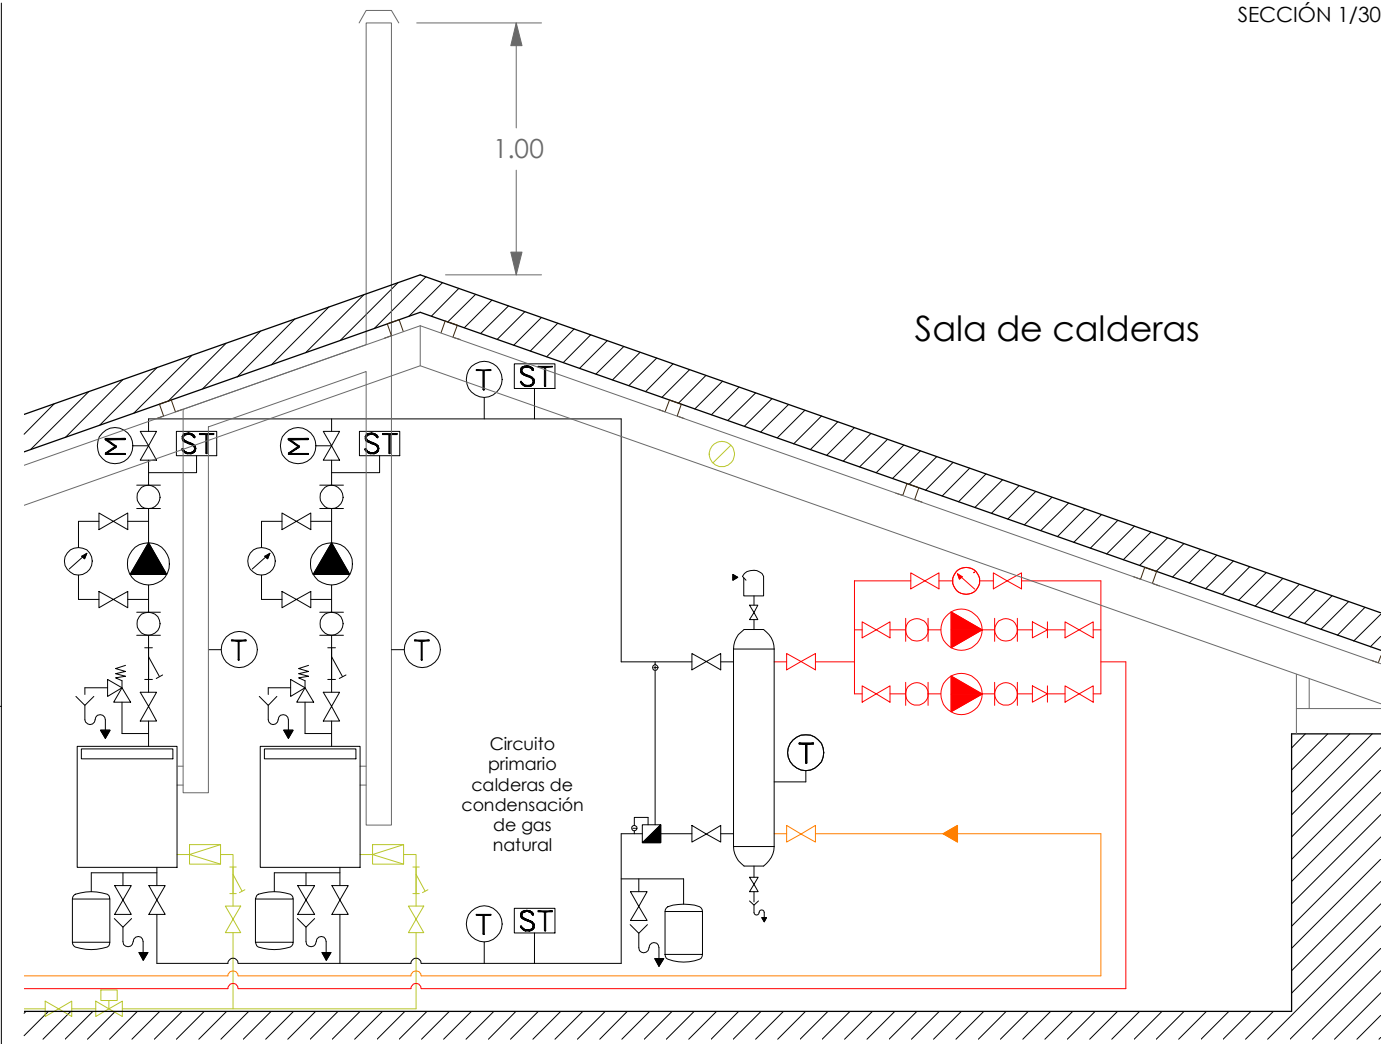 SECCIÓN 1/30
1.00
Sala de calderas
T
ST
M
ST
M
ST
T
T
Circuito
primario
calderas de
condensación
de gas
natural
T
T
ST